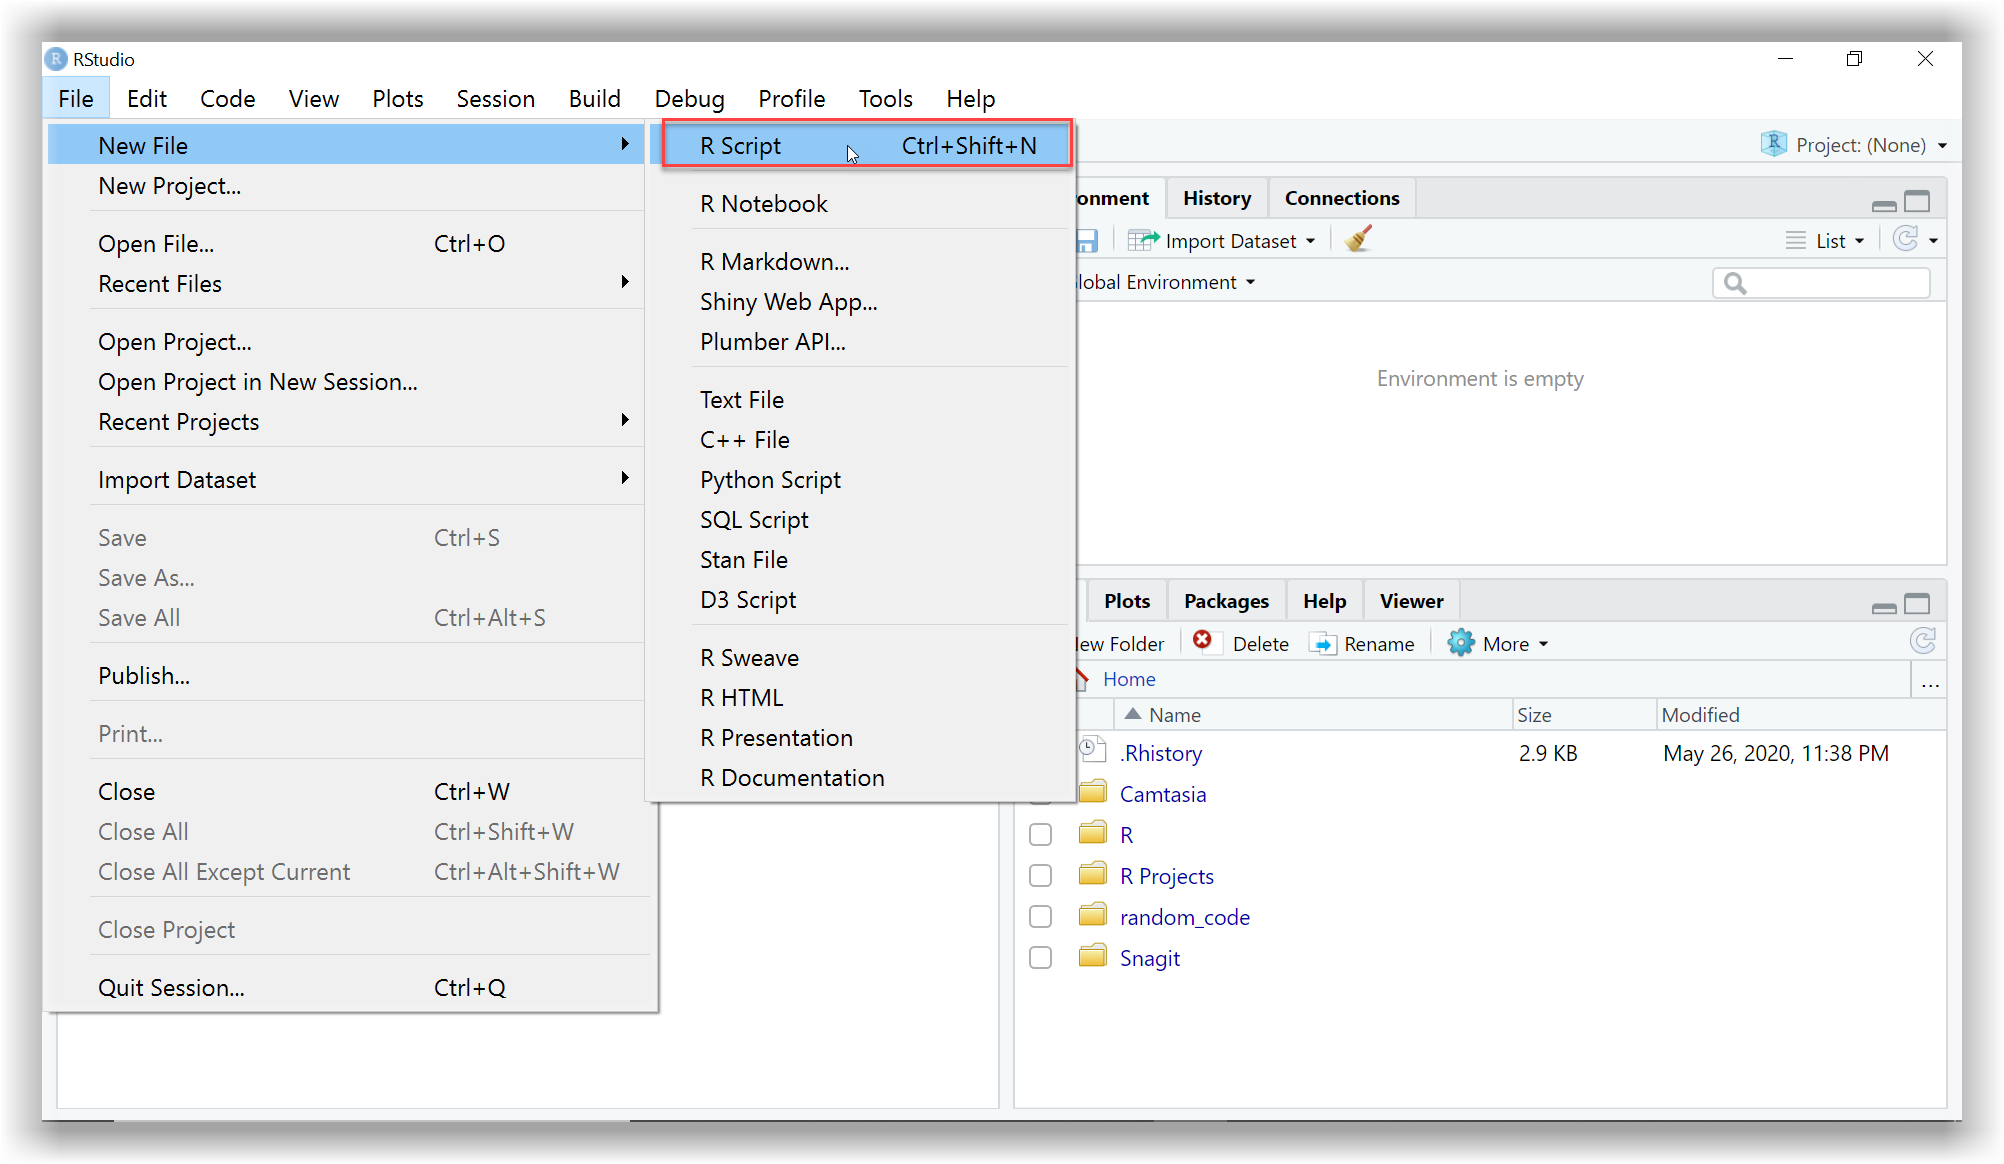 RStudio
File Edit Code View Plots Session Build Debug Profile Tools Help
New File
New Project...
Open File... Ctrl+O
Recent Files
Open Project...
Open Project in New Session...
Recent Projects
Import Dataset
Save Ctrl+S
Save As...
Save All Ctrl+Alt+S
Publish...
Print...
Close Ctrl+W
Close All Ctrl+Shift+W
Close All Except Current Ctrl+Alt+Shift+W
Close Project
Quit Session... Ctrl+Q
R Script Ctrl+Shift+N
R Notebook
R Markdown...
Shiny Web App...
Plumber API...
Text File
C++ File
Python Script
SQL Script
Stan File
D3 Script
R Sweave
R HTML
R Presentation
R Documentation
Project: (None)
onment History Connections
Import Dataset List
lobal Environment
Environment is empty
Plots Packages Help Viewer
ew Folder Delete Rename More
Home ...
Name Size Modified
.Rhistory 2.9 KB May 26, 2020, 11:38 PM
Camtasia
R
R Projects
random_code
Snagit